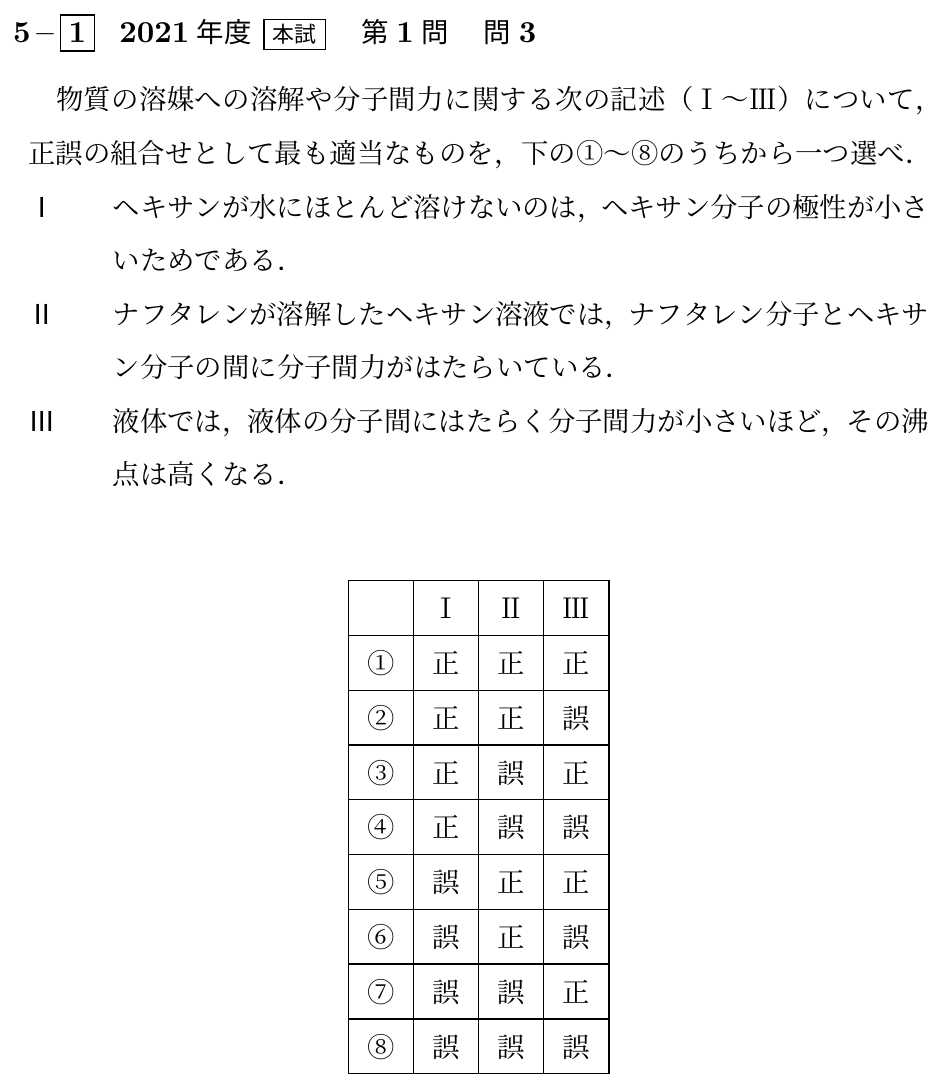 5－1 2021 年度 本試 第 1 問 問 3
物質の溶媒への溶解や分子間力に関する次の記述（Ⅰ～Ⅲ）について，
正誤の組合せとして最も適当なものを，下の①～⑧のうちから一つ選べ．
Ⅰ ヘキサンが水にほとんど溶けないのは，ヘキサン分子の極性が小さ
いためである．
Ⅱ ナフタレンが溶解したヘキサン溶液では，ナフタレン分子とヘキサ
ン分子の間に分子間力がはたらいている．
Ⅲ 液体では，液体の分子間にはたらく分子間力が小さいほど，その沸
点は高くなる．
Ⅰ Ⅱ Ⅲ
① 正 正 正
② 正 正 誤
③ 正 誤 正
④ 正 誤 誤
⑤ 誤 正 正
⑥ 誤 正 誤
⑦ 誤 誤 正
⑧ 誤 誤 誤